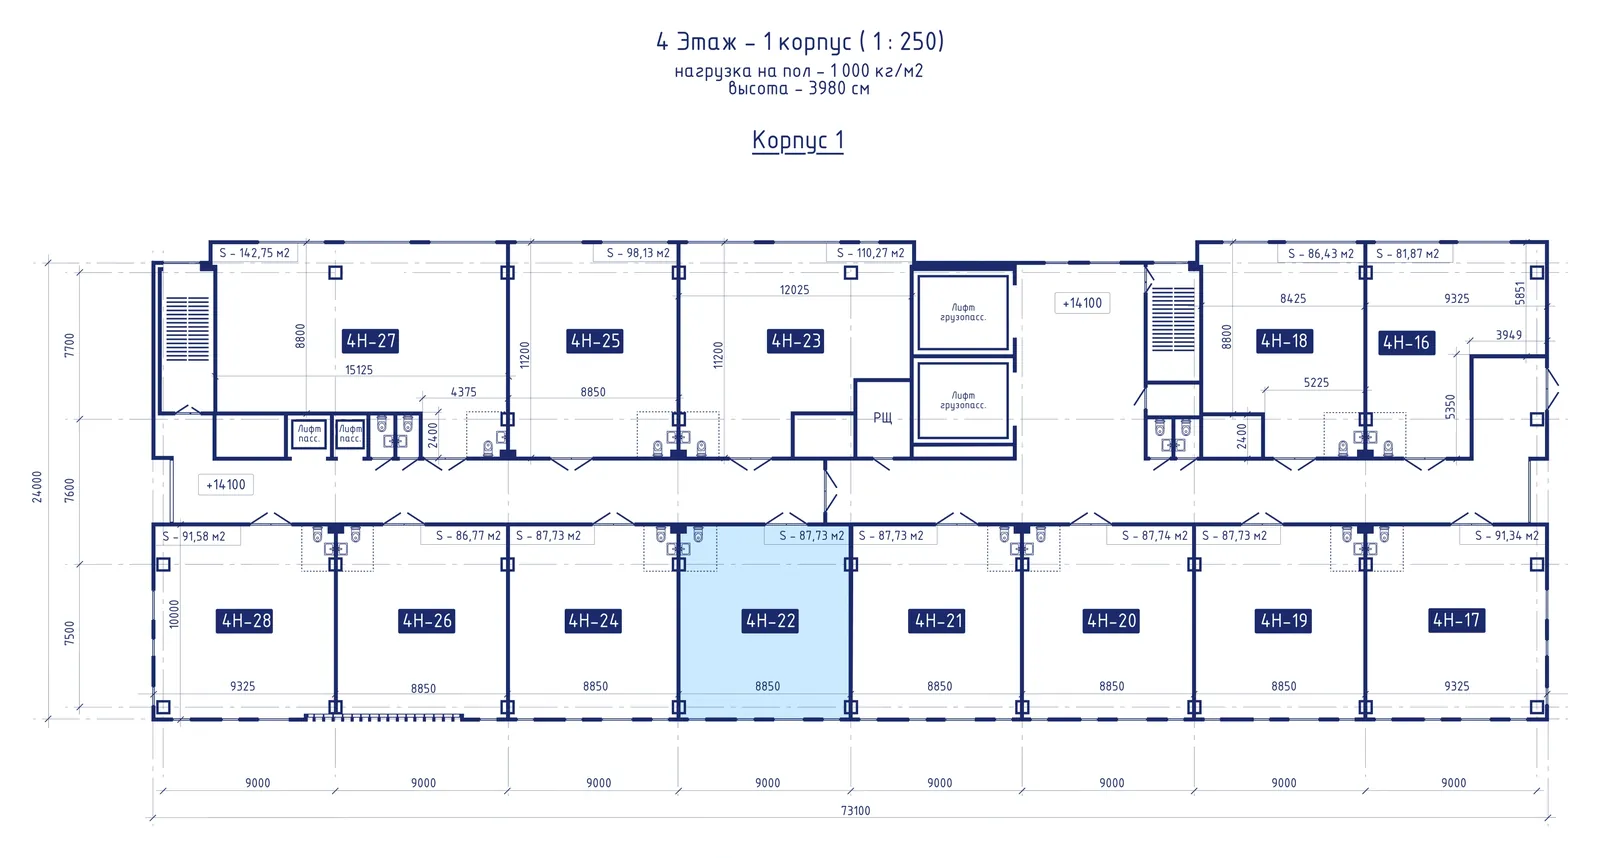 4 Этаж – 1 корпус ( 1 : 250)
нагрузка на пол – 1 000 кг/м2
высота – 3980 см
Корпус 1
S – 142,75 м2
S – 98,13 м2
S – 110,27 м2
S – 86,43 м2
S – 81,87 м2
12025
Лифт
грузопасс.
+14100
8425
9325
5851
7700
8800
4Н-27
11200
4Н-25
11200
4Н-23
8800
4Н-18
4Н-16
3949
15125
4375
8850
5225
5350
Лифт
грузопасс.
РЩ
Лифт
пасс.
Лифт
пасс.
2400
2400
24000
7600
+14100
S – 91,58 м2
S – 86,77 м2
S – 87,73 м2
S – 87,73 м2
S – 87,73 м2
S – 87,74 м2
S – 87,73 м2
S – 91,34 м2
7500
10000
4Н-28
4Н-26
4Н-24
4Н-22
4Н-21
4Н-20
4Н-19
4Н-17
9325
8850
8850
8850
8850
8850
8850
9325
9000
9000
9000
9000
9000
9000
9000
9000
73100